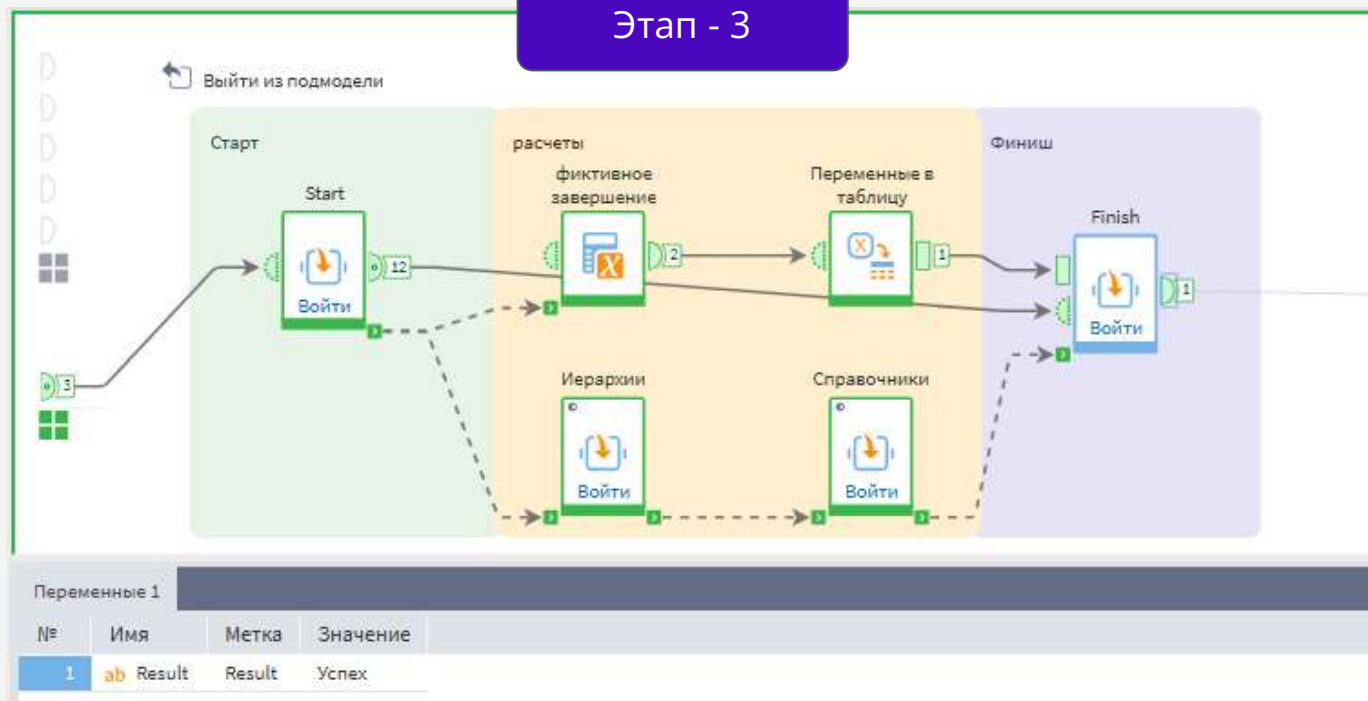 Этап - 3
Выйти из подмодели
Старт
расчеты
Финиш
фиктивное
завершение
Переменные в
таблицу
Start
Finish
12
2
1
Войти
1
Войти
3
Иерархии
Справочники
Войти
Войти
Переменные 1
№ Имя Метка Значение
1 ab Result Result Успех